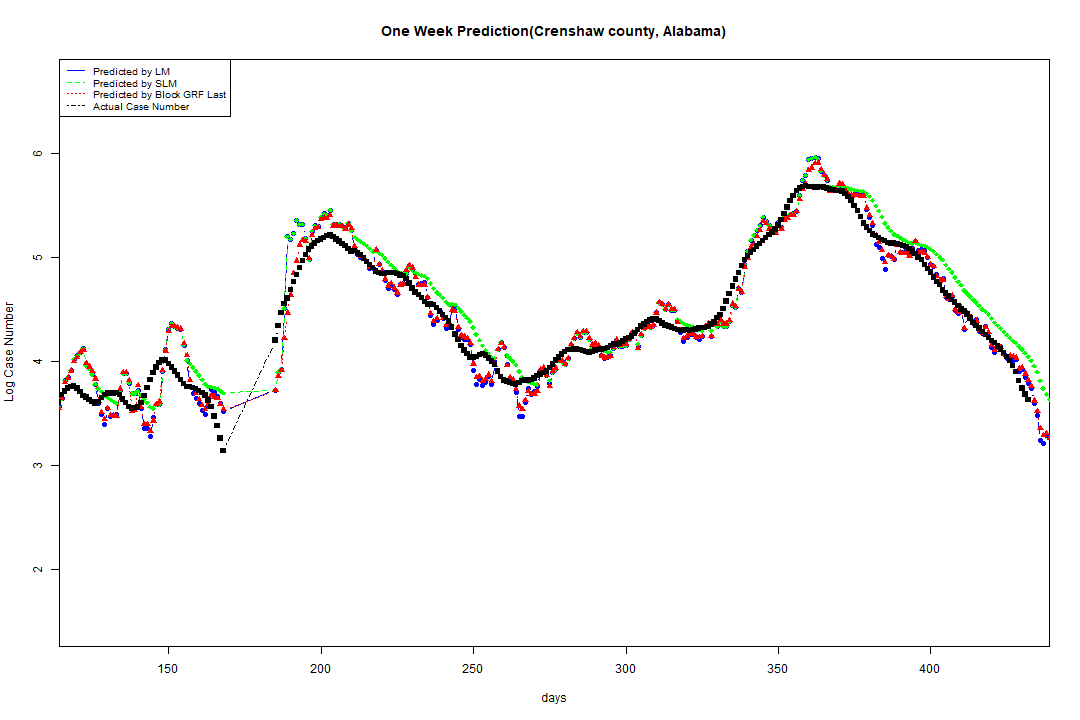 One Week Prediction(Crenshaw county, Alabama)
Predicted by LM
Predicted by SLM
Predicted by Block GRF Last
Actual Case Number
6
5
4
3
2
Log Case Number
150 200 250 300 350 400
days